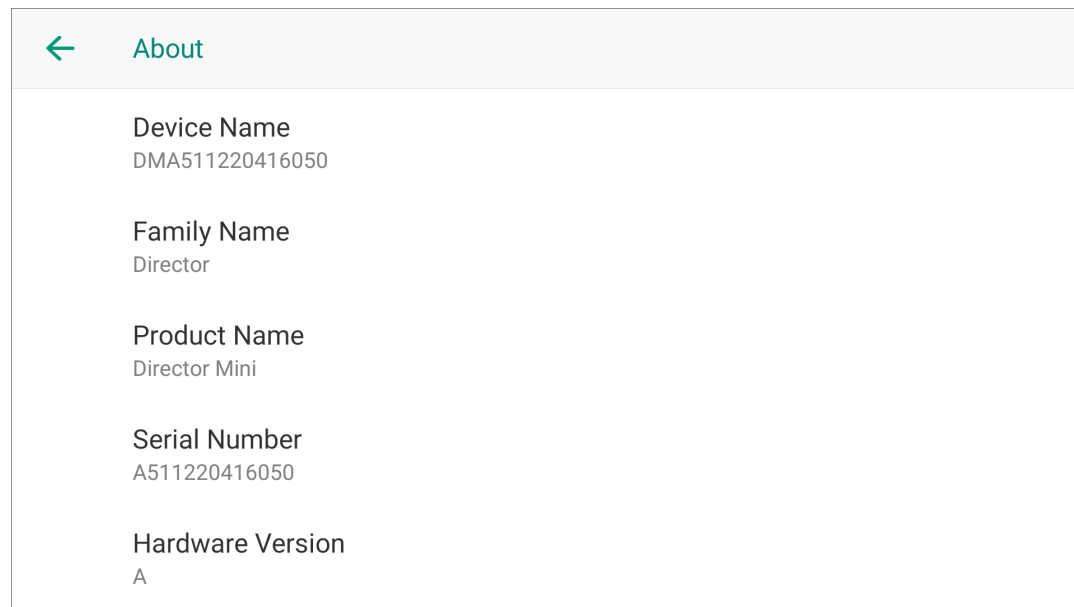 About
Device Name
DMA511220416050
Family Name
Director
Product Name
Director Mini
Serial Number
A511220416050
Hardware Version
A